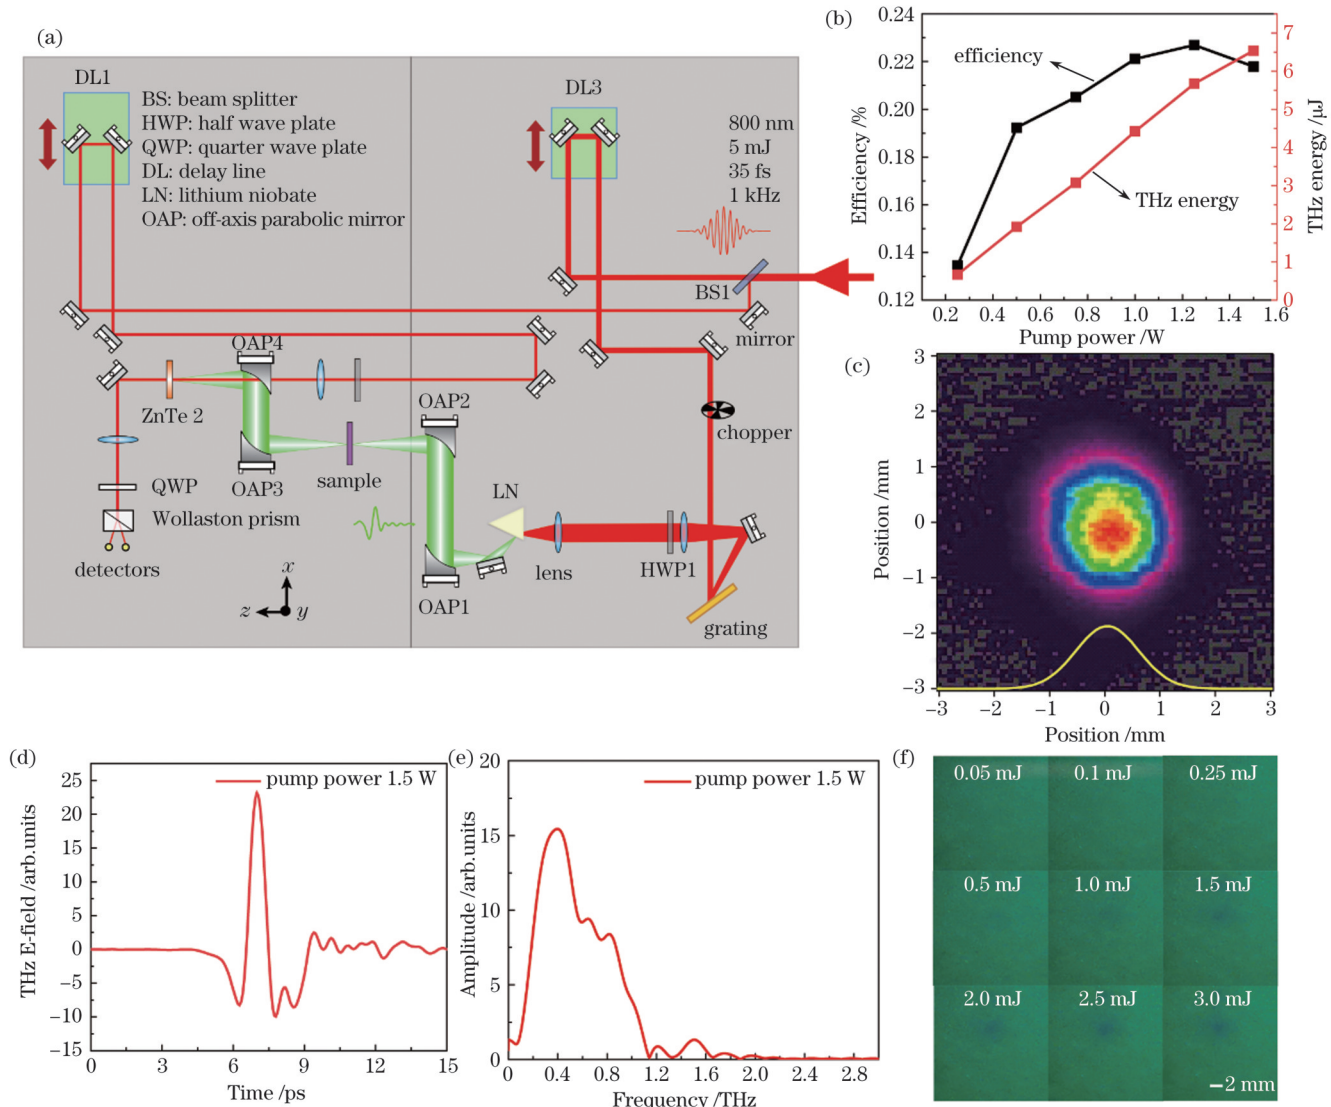 (a)
DL1
BS: beam splitter
HWP: half wave plate
QWP: quarter wave plate
DL: delay line
LN: lithium niobate
OAP: off-axis parabolic mirror
DL3
800 nm
5 mJ
35 fs
1 kHz
BS1
mirror
OAP4
ZnTe 2
OAP2
chopper
OAP3
sample
LN
QWP
Wollaston prism
detectors
lens
HWP1
OAP1
grating
x
z
y
(b)
0.24
0.22
0.20
0.18
0.16
0.14
0.12
Efficiency /%
efficiency
THz energy
7
6
5
4
3
2
1
0
THz energy /μJ
0.2 0.4 0.6 0.8 1.0 1.2 1.4 1.6
Pump power /W
(c)
3
2
1
0
−1
−2
−3
Position /mm
−3 −2 −1 0 1 2 3
Position /mm
(d)
pump power 1.5 W
25
20
15
10
5
0
−5
−10
−15
THz E-field /arb.units
0 3 6 9 12 15
Time /ps
(e)
pump power 1.5 W
20
15
10
5
0
Amplitude /arb.units
0 0.4 0.8 1.2 1.6 2.0 2.4 2.8
Frequency /THz
(f)
0.05 mJ 0.1 mJ 0.25 mJ
0.5 mJ 1.0 mJ 1.5 mJ
2.0 mJ 2.5 mJ 3.0 mJ
2 mm